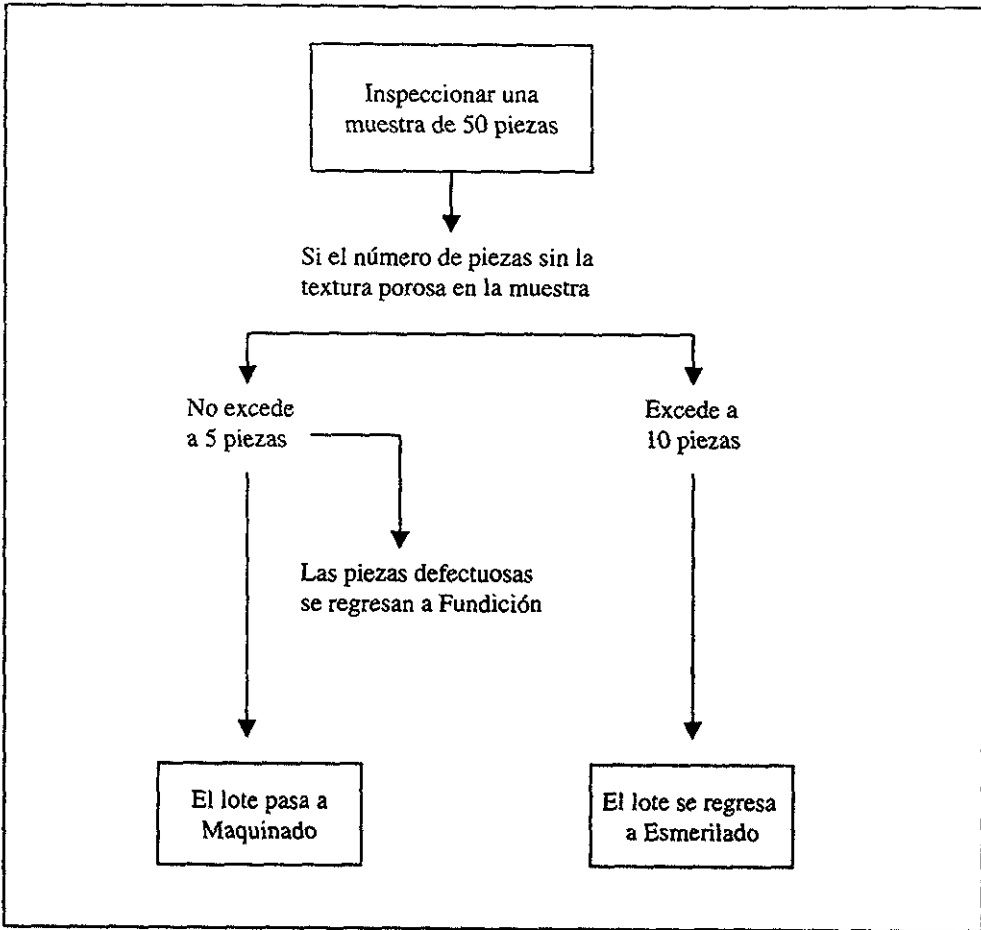 Inspeccionar una
muestra de 50 piezas
Si el número de piezas sin la
textura porosa en la muestra
No excede
a 5 piezas
Excede a
10 piezas
Las piezas defectuosas
se regresan a Fundición
El lote pasa a
Maquinado
El lote se regresa
a Esmerilado